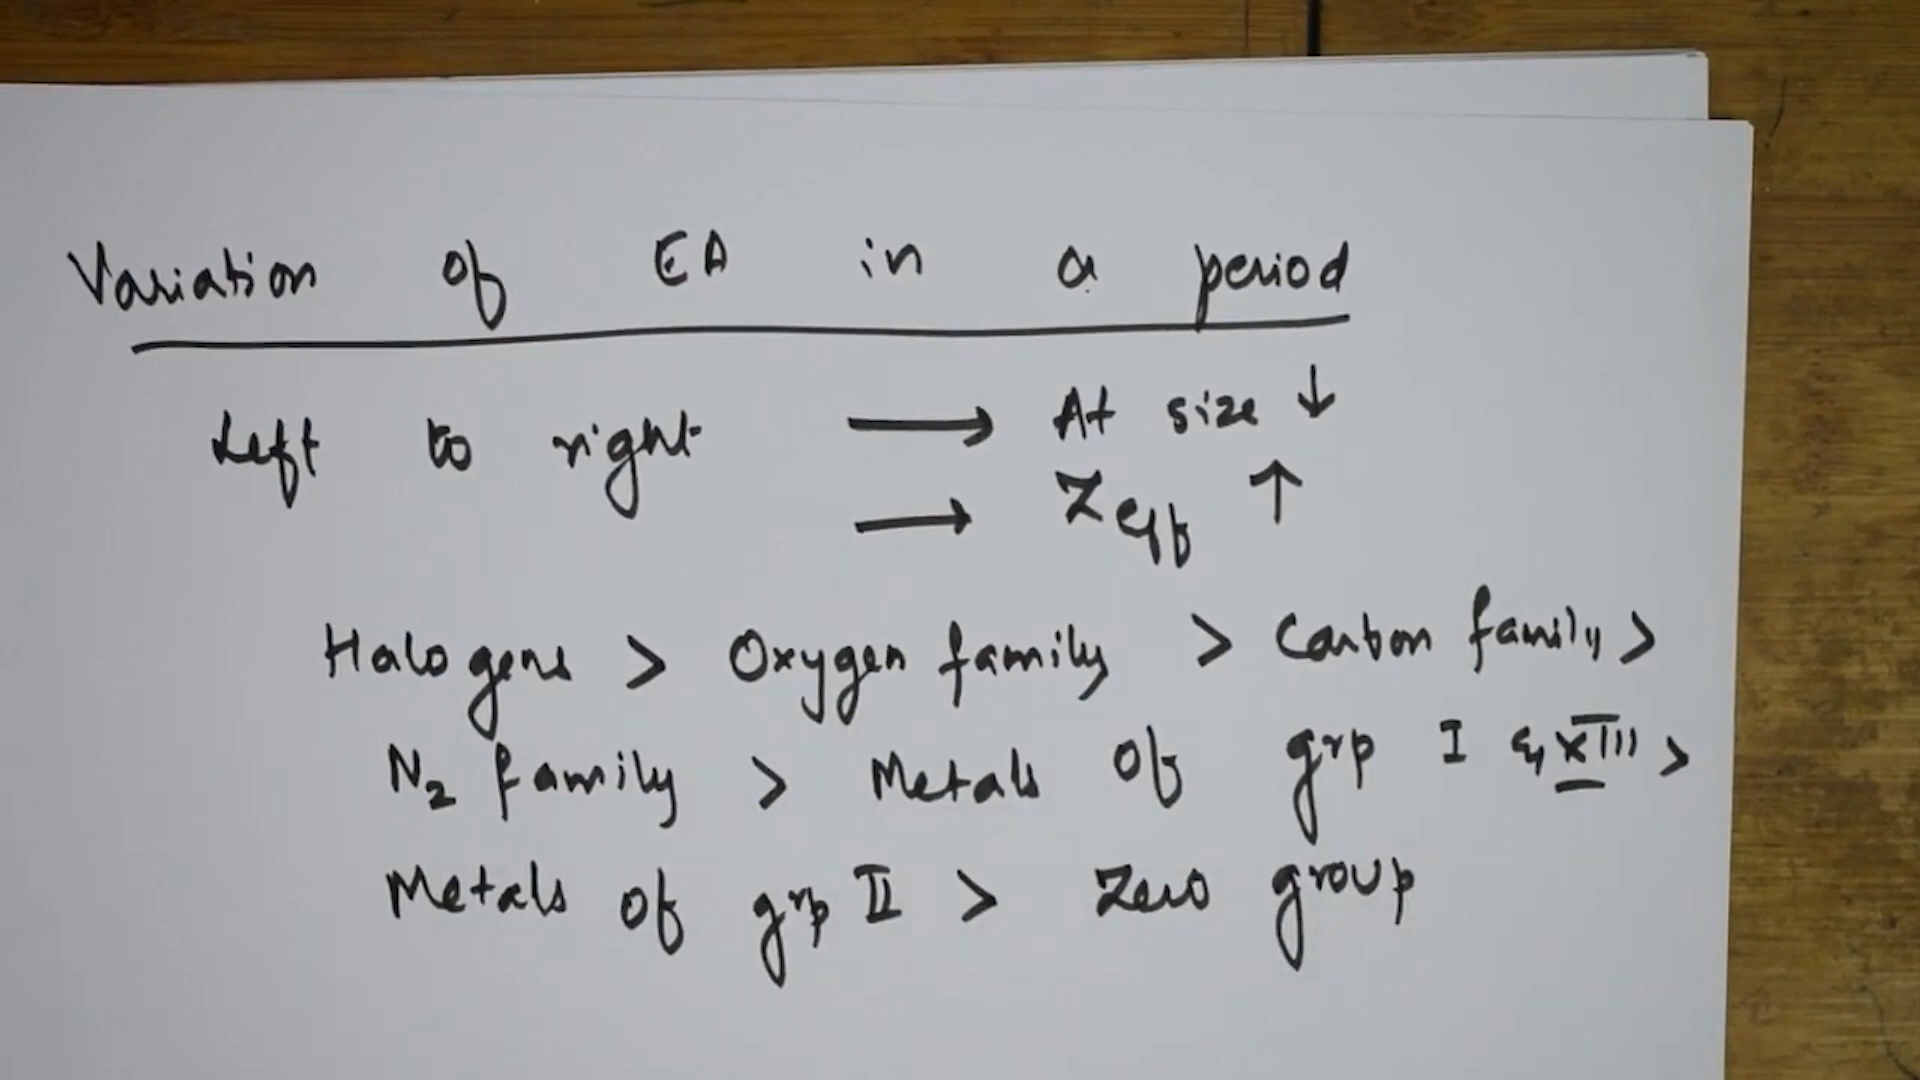 Variation of EA in a period
Left to right → At size ↓
→ Zeff ↑
Halogens > Oxygen family > Carbon family >
N2 family > Metals of grp I & XIII >
Metals of grp II > Zero group